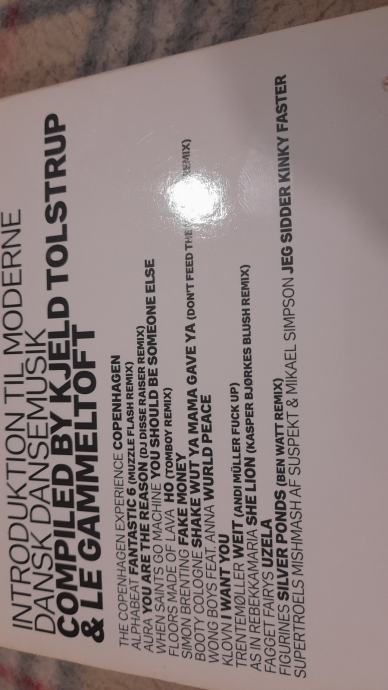 INTRODUKTION TIL MODERNE
DANSK DANSEMUSIK
COMPILED BY KJELD TOLSTRUP
& LE GAMMELTOFT
THE COPENHAGEN EXPERIENCE COPENHAGEN
ALPHABEAT FANTASTIC 6 (MUZZLE FLASH REMIX)
AURA YOU ARE THE REASON (DJ DISSE RAISER REMIX)
WHEN SAINTS GO MACHINE YOU SHOULD BE SOMEONE ELSE
FLOORS MADE OF LAVA HO (TOMBOY REMIX)
SIMON BRENTING FAKE MONEY
BOOTY COLOGNE SHAKE WUT YA MAMA GAVE YA (DON'T FEED THE REMIX)
WONG BOYS FEAT. ANNA WURLD PEACE
KLOVN I WANT YOU
TRENTEMØLLER VWEIT (ANDI MÜLLER FUCK UP)
AS IN REBEKKAMARIA SHE LION (KASPER BJØRKES BLUSH REMIX)
FAGGET FAIRYS UZELA
FIGURINES SILVER PONDS (BEN WATT REMIX)
SUPERTROELS MISHMASH AF SUSPEKT & MIKAEL SIMPSON JEG SIDDER KINKY FASTER